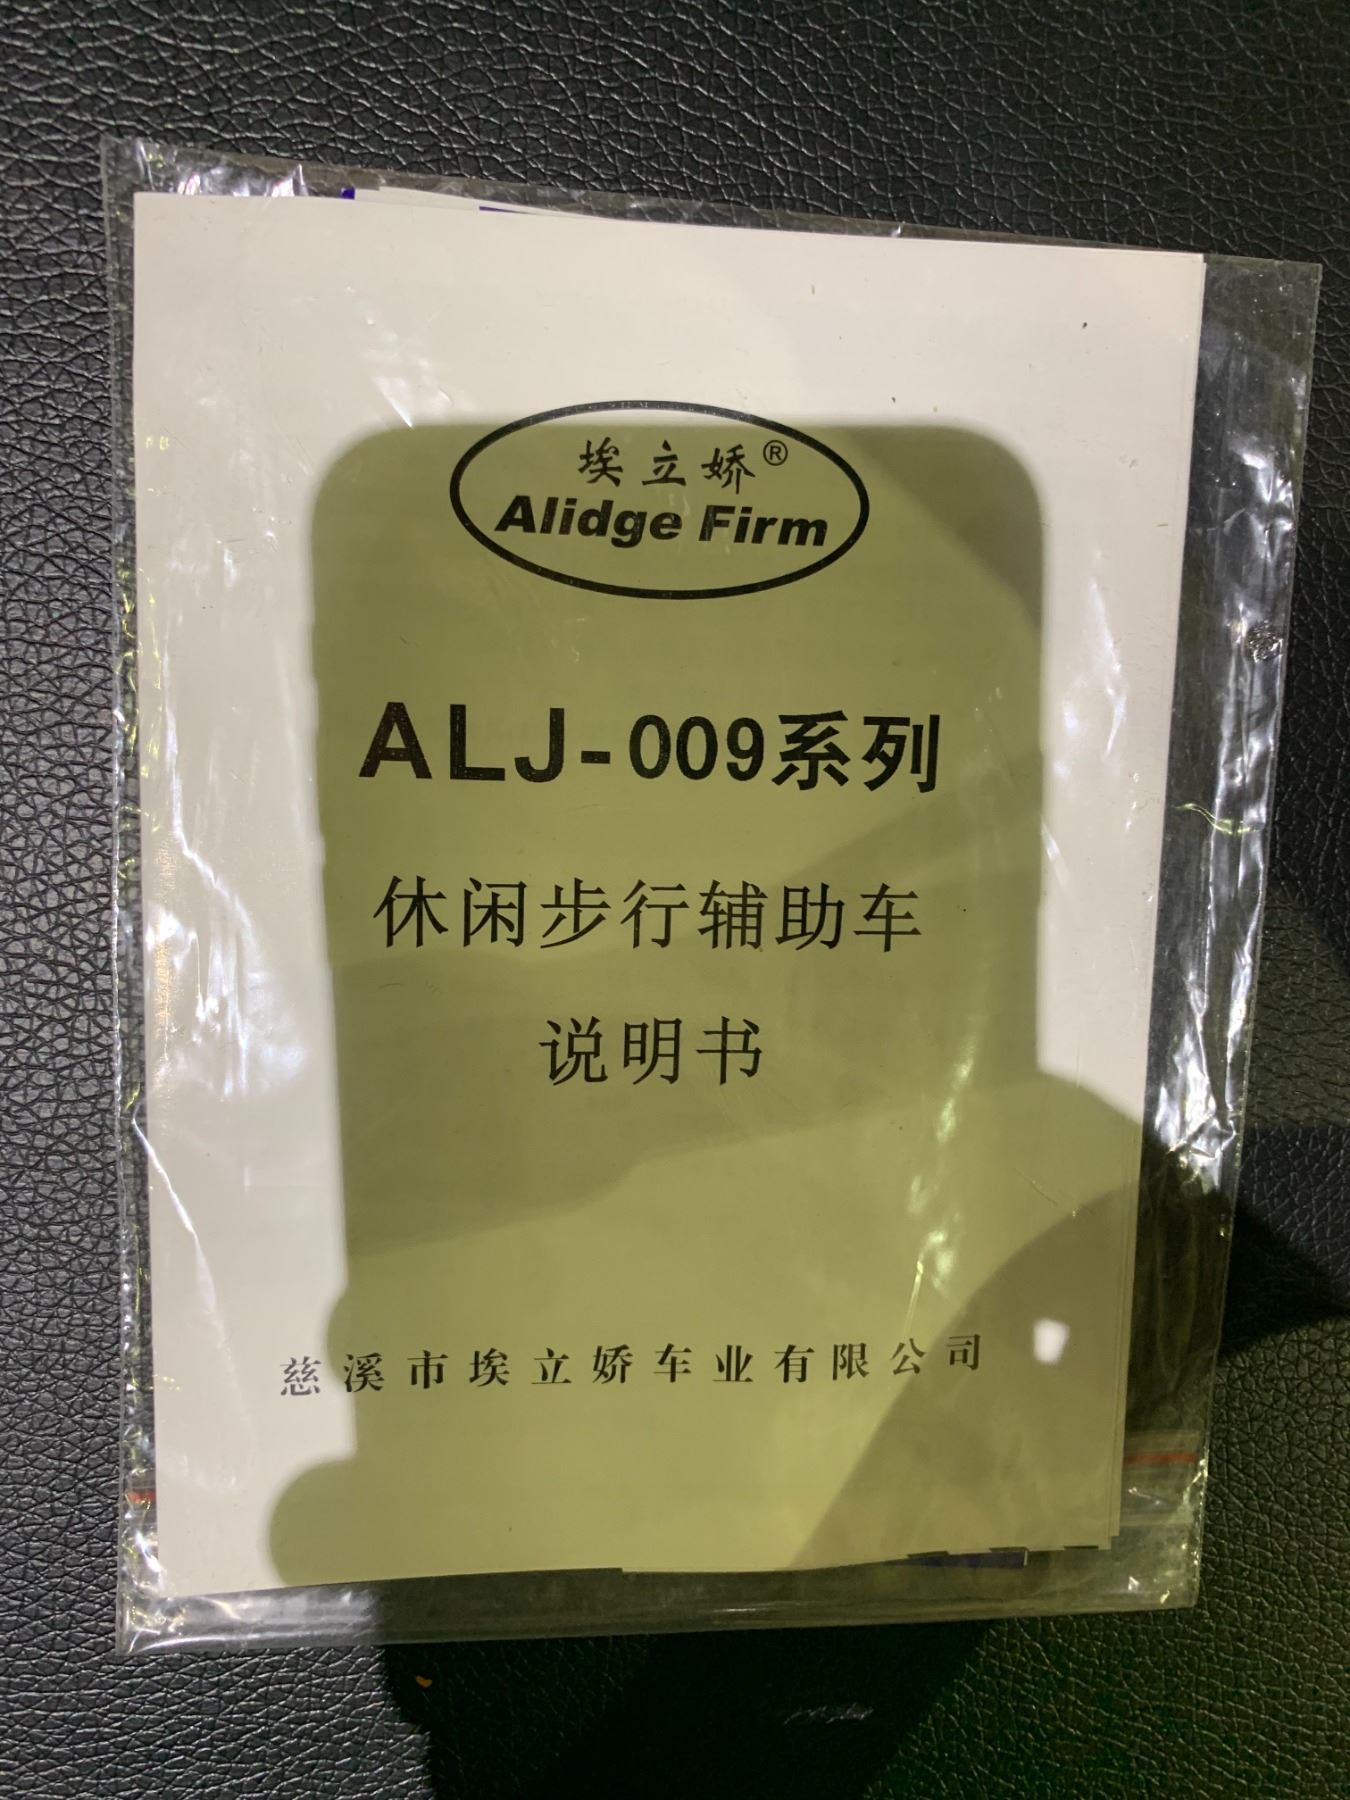 埃立娇®
Alidge Firm
ALJ-009系列
休闲步行辅助车
说明书
慈溪市埃立娇车业有限公司